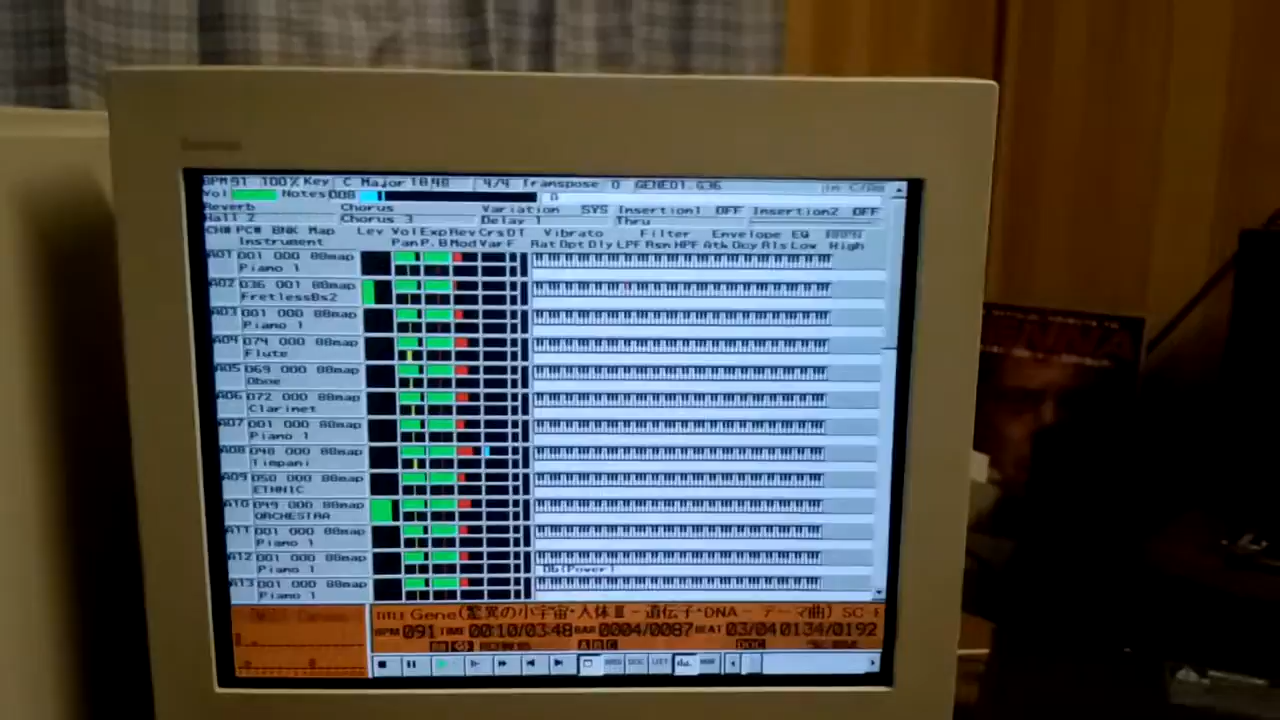 BPM 91 100% Key C Major 4/4 Transpose 0 GENE01.G36
Vol Notes 008
Reverb Chorus Variation SYS Insertion1 OFF Insertion2 OFF
Hall 2 Chorus 3 Delay 1 Thru
CH# PC# BNK Map Lev Vol Exp Rev Crs DT Vibrato Filter Envelope EQ
Instrument Pan P.B Mod Var F Rat Dpt Dly LPF Rsn HPF Atk Dcy Rls Low High
A01 001 000 88map
Piano 1
A02 036 001 88map
FretlessBs2
A03 001 000 88map
Piano 1
A04 074 000 88map
Flute
A05 069 000 88map
Oboe
A06 072 000 88map
Clarinet
A07 001 000 88map
Piano 1
A08 048 000 88map
Timpani
A09 050 000 88map
ETHNIC
A10 049 000 88map
ORCHESTRA
A11 001 000 88map
Piano 1
A12 001 000 88map
Piano 1
A13 001 000 88map
Piano 1
Gene(驚異の小宇宙・人体Ⅲ-遺伝子・DNA- テーマ曲) SC
BPM 091 TIME 00:10/03:48 BAR 0004/0087 BEAT 03/04 0134/0192